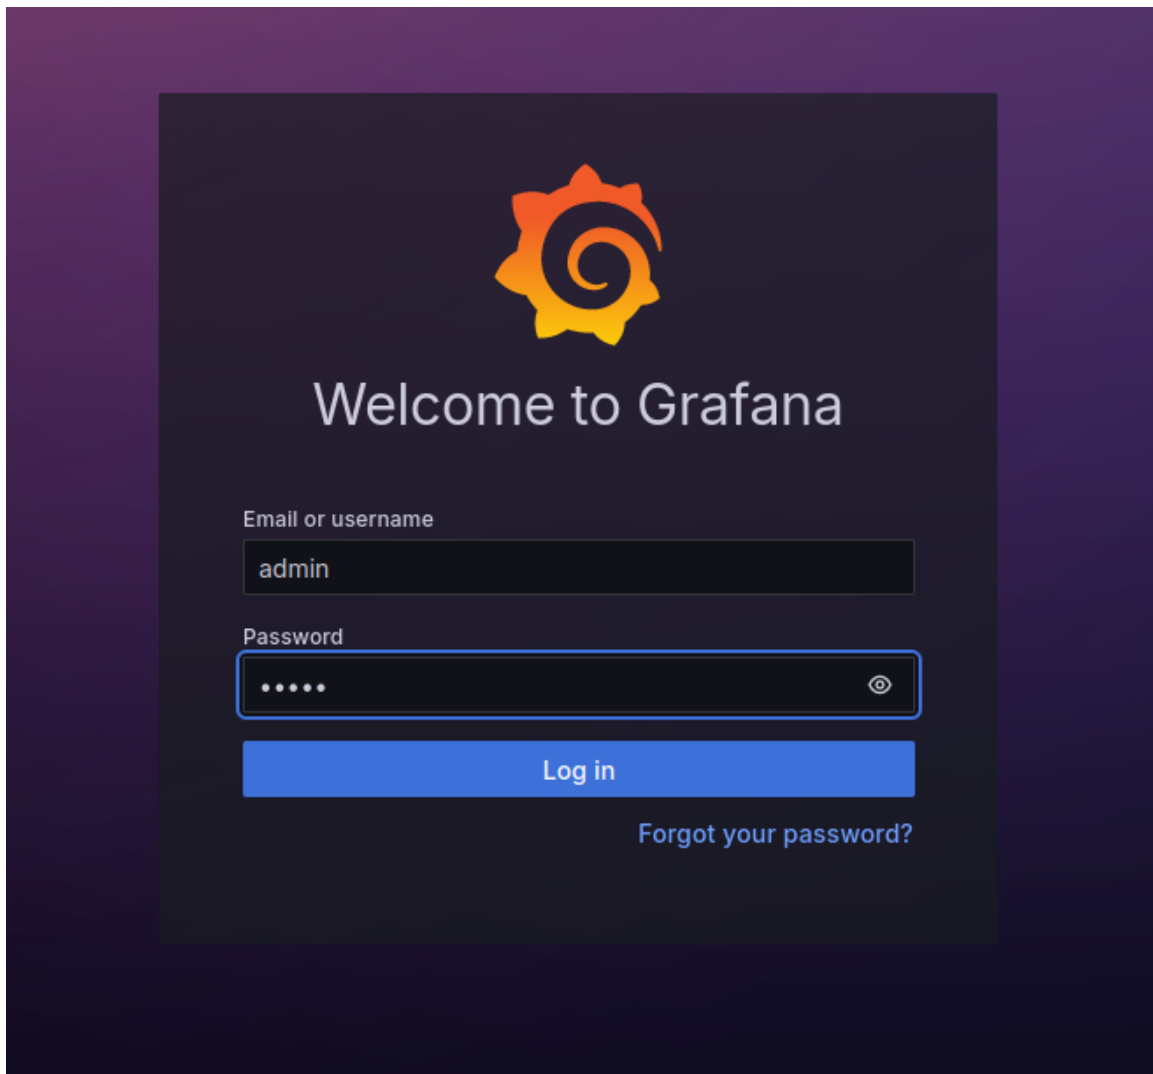 Welcome to Grafana
Email or username
admin
Password
•••••
Log in
Forgot your password?